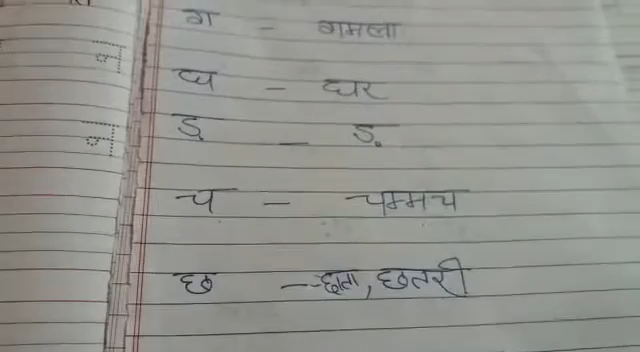 ग - गमला
घ - घर
ङ - ङ
च - चम्मच
छ - छाता, छतरी